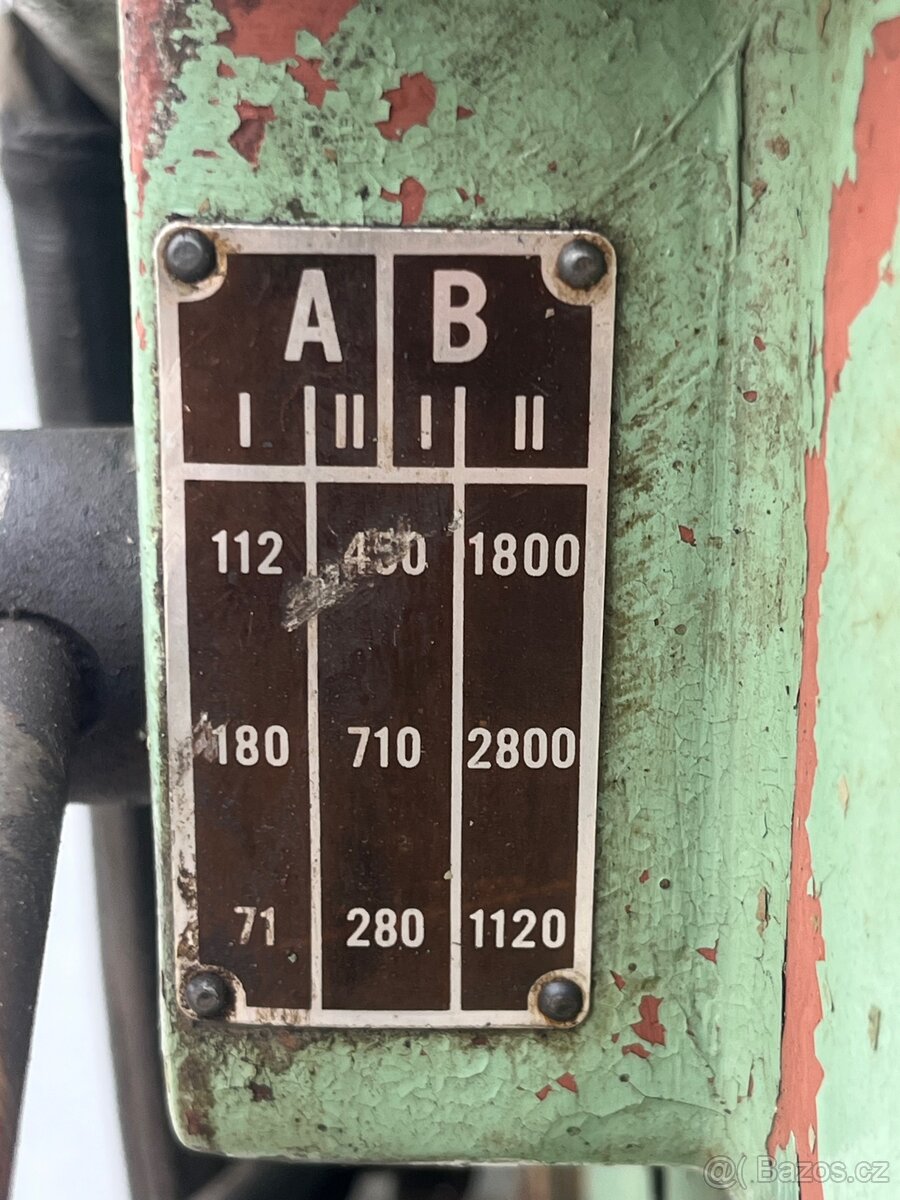 A B
I II I II
112 450 1800
180 710 2800
71 280 1120
@( Bazos.cz